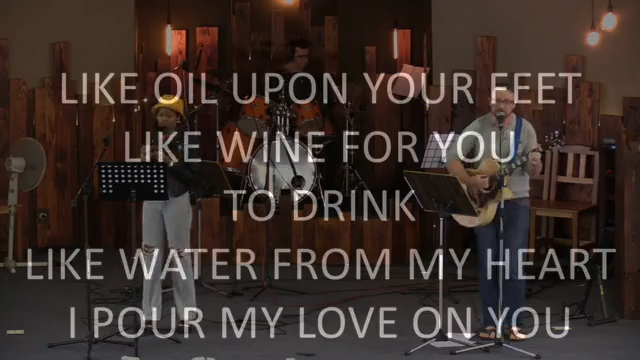 LIKE OIL UPON YOUR FEET
LIKE WINE FOR YOU
TO DRINK
LIKE WATER FROM MY HEART
I POUR MY LOVE ON YOU